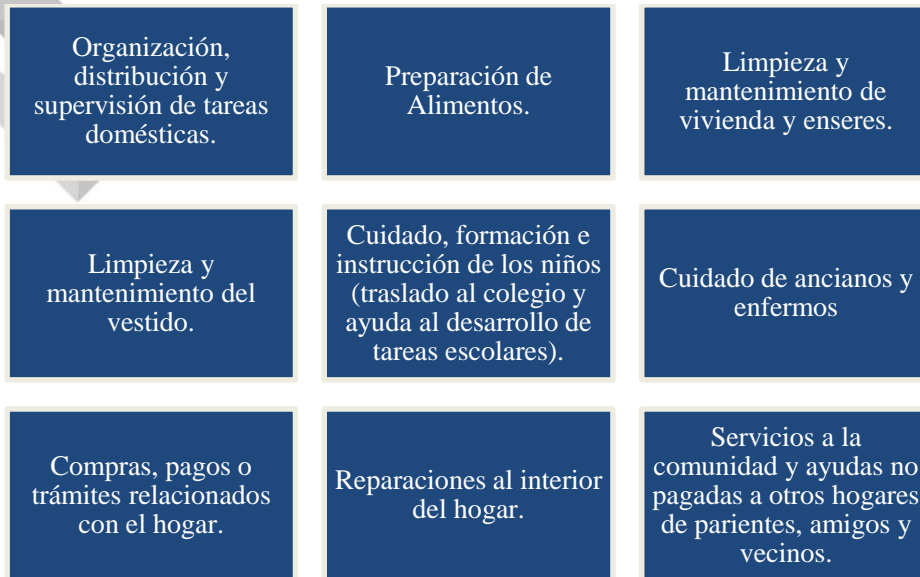 Organización,
distribución y
supervisión de tareas
domésticas.
Preparación de
Alimentos.
Limpieza y
mantenimiento de
vivienda y enseres.
Limpieza y
mantenimiento del
vestido.
Cuidado, formación e
instrucción de los niños
(traslado al colegio y
ayuda al desarrollo de
tareas escolares).
Cuidado de ancianos y
enfermos
Compras, pagos o
trámites relacionados
con el hogar.
Reparaciones al interior
del hogar.
Servicios a la
comunidad y ayudas no
pagadas a otros hogares
de parientes, amigos y
vecinos.